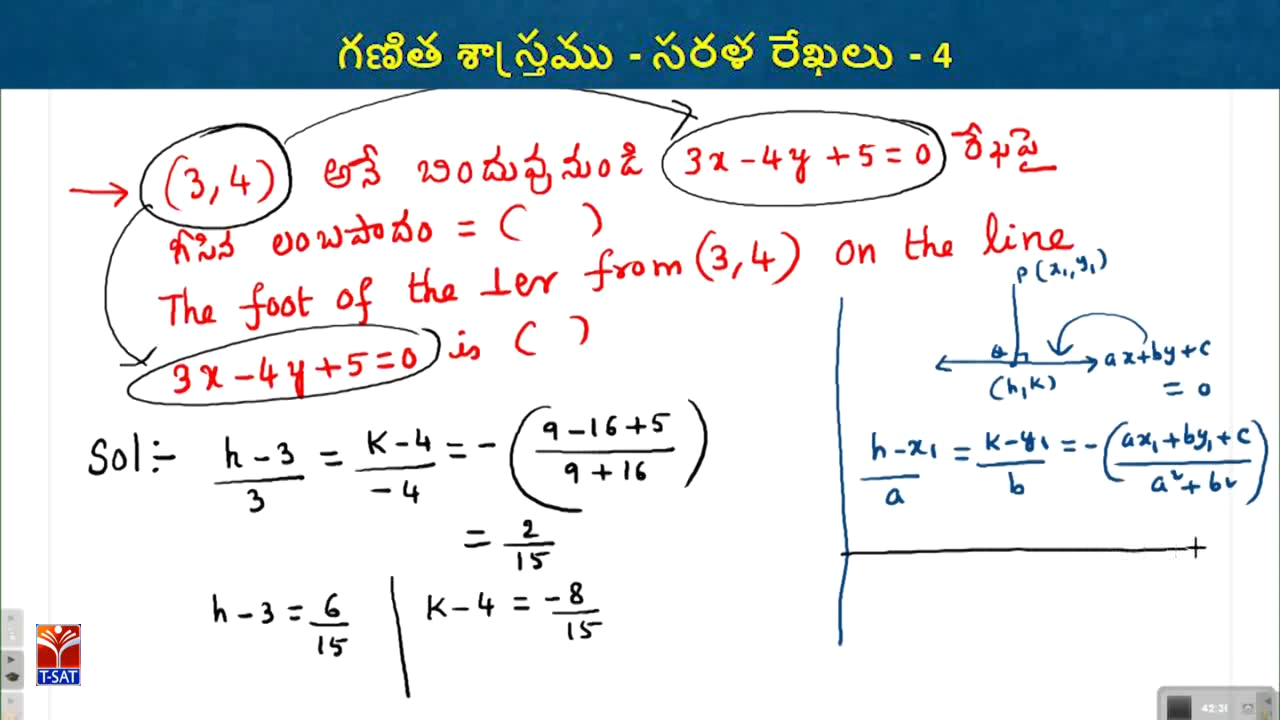 గణిత శాస్త్రము - సరళ రేఖలు - 4
(3,4) అనే బిందువునుండి 3x-4y+5=0 రేఖపై
గీసిన లంబపాదం = ( )
The foot of the ⊥er from (3,4) on the line
3x-4y+5=0 is ( )
P(x₁,y₁)
ax+by+c
= 0
Q
(h,k)
Sol:- (h-3)/3 = (k-4)/-4 = -((9-16+5)/(9+16))
= 2/15
h-3 = 6/15
k-4 = -8/15
(h-x₁)/a = (k-y₁)/b = -((ax₁+by₁+c)/(a²+b²))
T-SAT